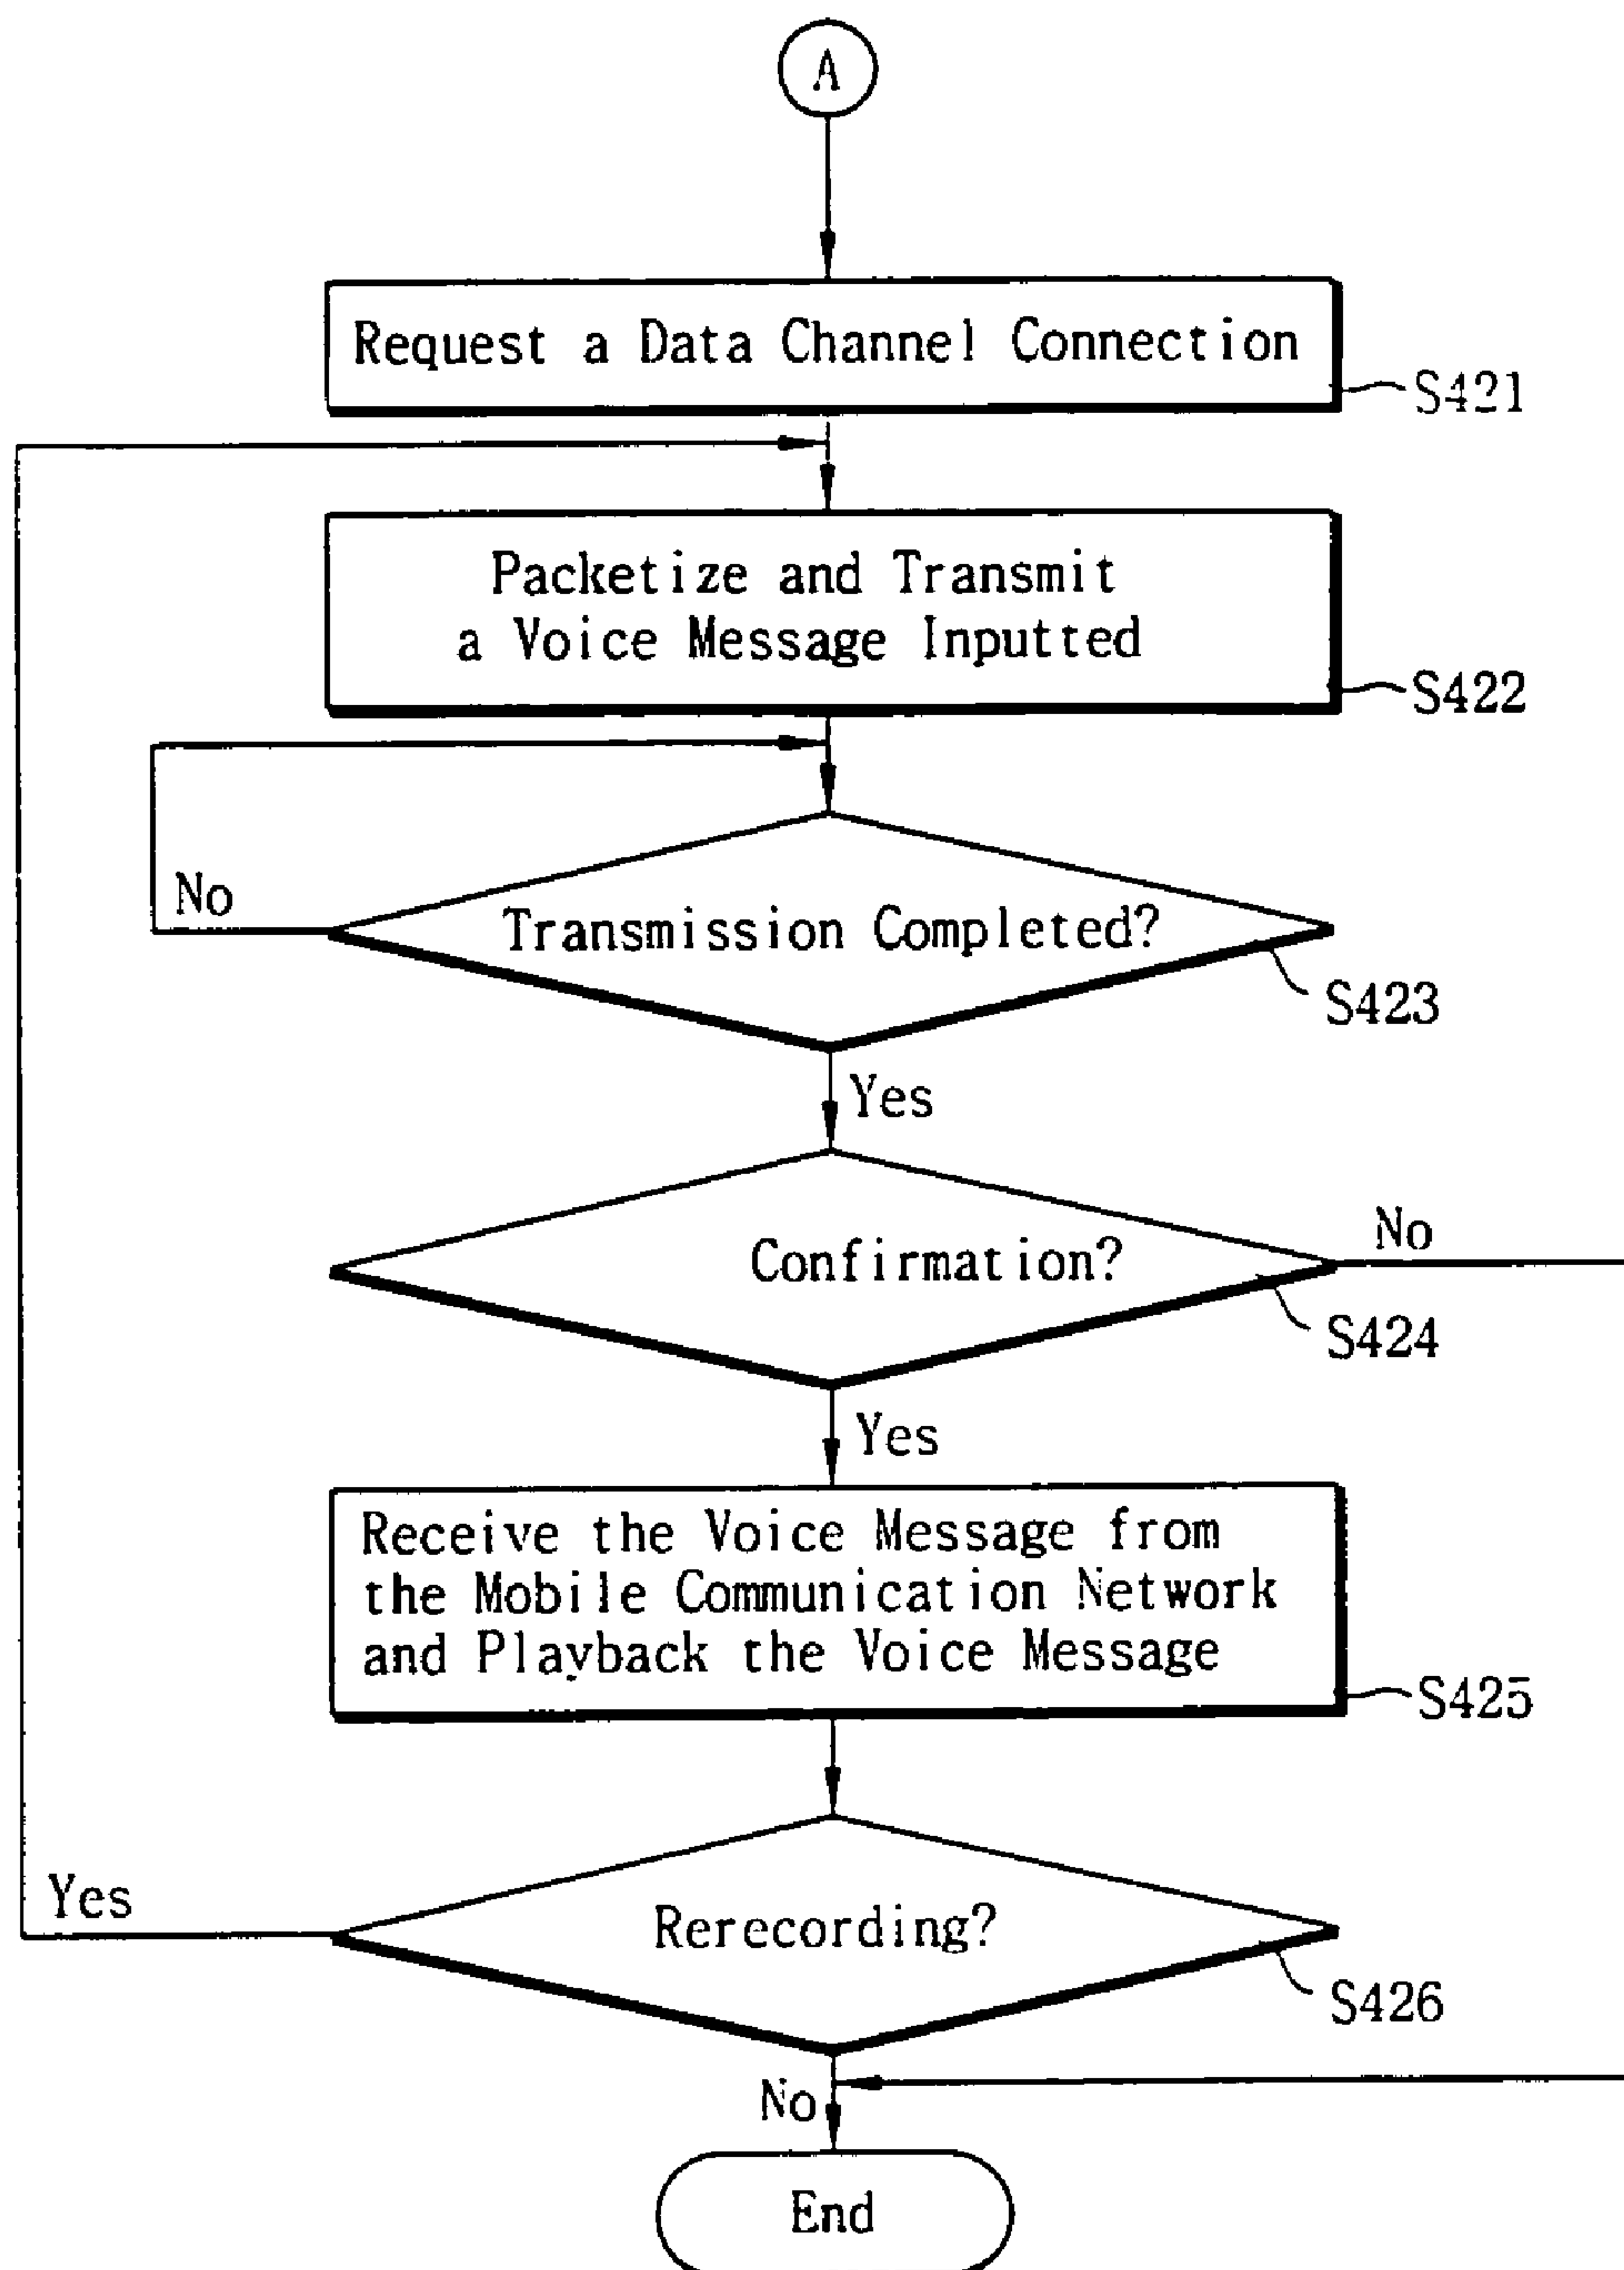 A
Request a Data Channel Connection
S421
Packetize and Transmit
a Voice Message Inputted
S422
No
Transmission Completed?
S423
Yes
Confirmation?
No
S424
Yes
Receive the Voice Message from
the Mobile Communication Network
and Playback the Voice Message
S425
Yes
Rerecording?
S426
No
End